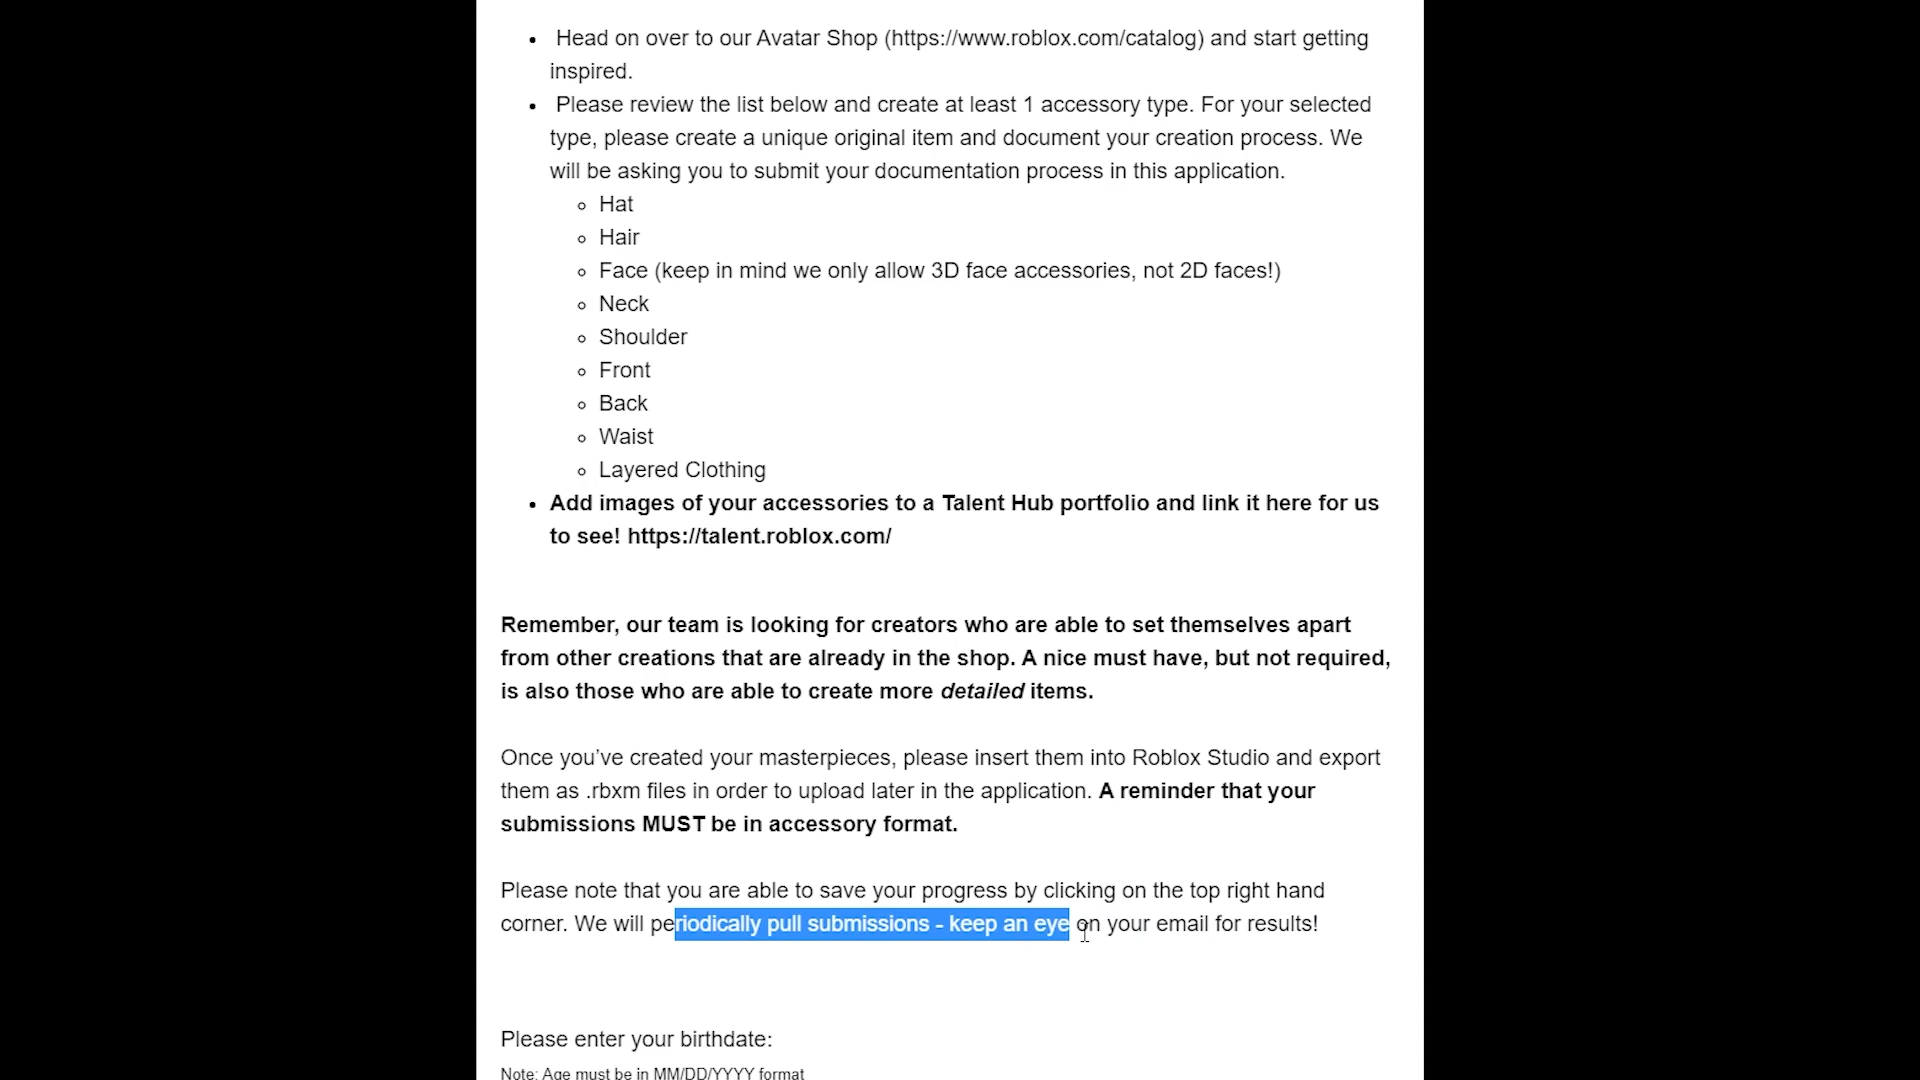 Head on over to our Avatar Shop (https://www.roblox.com/catalog) and start getting
inspired.
Please review the list below and create at least 1 accessory type. For your selected
type, please create a unique original item and document your creation process. We
will be asking you to submit your documentation process in this application.
Hat
Hair
Face (keep in mind we only allow 3D face accessories, not 2D faces!)
Neck
Shoulder
Front
Back
Waist
Layered Clothing
Add images of your accessories to a Talent Hub portfolio and link it here for us
to see! https://talent.roblox.com/
Remember, our team is looking for creators who are able to set themselves apart
from other creations that are already in the shop. A nice must have, but not required,
is also those who are able to create more detailed items.
Once you’ve created your masterpieces, please insert them into Roblox Studio and export
them as .rbxm files in order to upload later in the application. A reminder that your
submissions MUST be in accessory format.
Please note that you are able to save your progress by clicking on the top right hand
corner. We will periodically pull submissions - keep an eye on your email for results!
Please enter your birthdate:
Note: Age must be in MM/DD/YYYY format